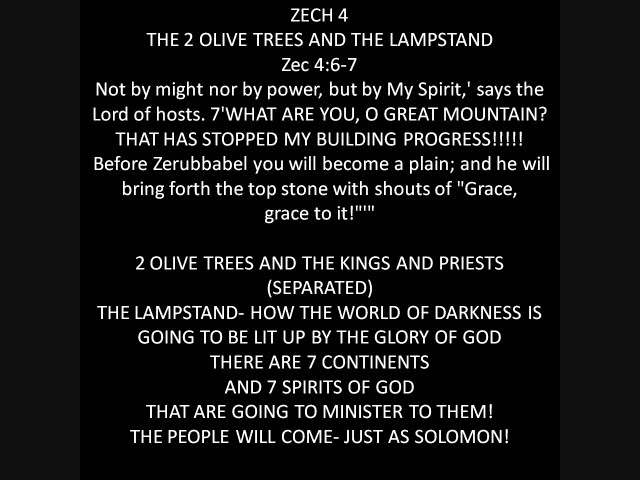 ZECH 4
THE 2 OLIVE TREES AND THE LAMPSTAND
Zec 4:6-7
Not by might nor by power, but by My Spirit,' says the
Lord of hosts. 7'WHAT ARE YOU, O GREAT MOUNTAIN?
THAT HAS STOPPED MY BUILDING PROGRESS!!!!!
Before Zerubbabel you will become a plain; and he will
bring forth the top stone with shouts of "Grace,
grace to it!"'"
2 OLIVE TREES AND THE KINGS AND PRIESTS
(SEPARATED)
THE LAMPSTAND- HOW THE WORLD OF DARKNESS IS
GOING TO BE LIT UP BY THE GLORY OF GOD
THERE ARE 7 CONTINENTS
AND 7 SPIRITS OF GOD
THAT ARE GOING TO MINISTER TO THEM!
THE PEOPLE WILL COME- JUST AS SOLOMON!